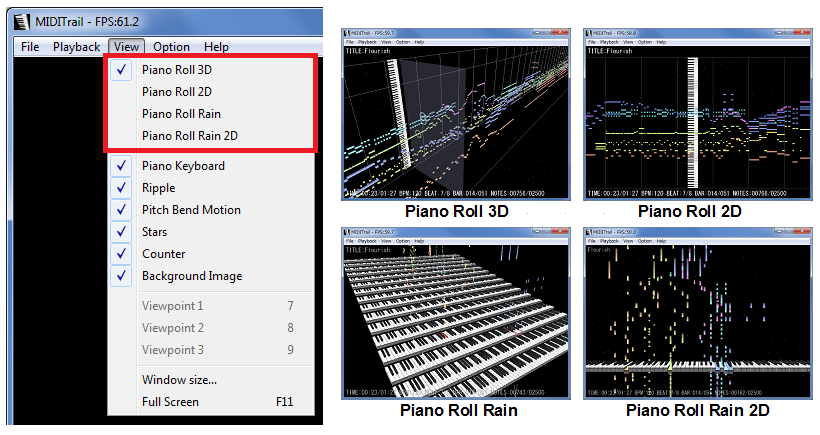 MIDITrail - FPS:61.2
File Playback View Option Help
Piano Roll 3D
Piano Roll 2D
Piano Roll Rain
Piano Roll Rain 2D
Piano Keyboard
Ripple
Pitch Bend Motion
Stars
Counter
Background Image
Viewpoint 1 7
Viewpoint 2 8
Viewpoint 3 9
Window size...
Full Screen F11
MIDITrail - FPS:59.7
File Playback View Option Help
TITLE:Flourish
TIME:00:23/01:27 BPM:120 BEAT:7/8 BAR:014/051 NOTES:00756/02500
Piano Roll 3D
MIDITrail - FPS:58.8
File Playback View Option Help
TITLE:Flourish
TIME:00:23/01:27 BPM:120 BEAT:7/8 BAR:014/051 NOTES:00766/02500
Piano Roll 2D
MIDITrail - FPS:59.7
File Playback View Option Help
TITLE:Flourish
TIME:00:23/01:27 BPM:120 BEAT:7/8 BAR:014/051 NOTES:00743/02500
Piano Roll Rain
MIDITrail - FPS:50.0
File Playback View Option Help
Flourish
TIME:00:23/01:27 BPM:120 BEAT:7/8 BAR:014/051 NOTES:00762/02500
Piano Roll Rain 2D